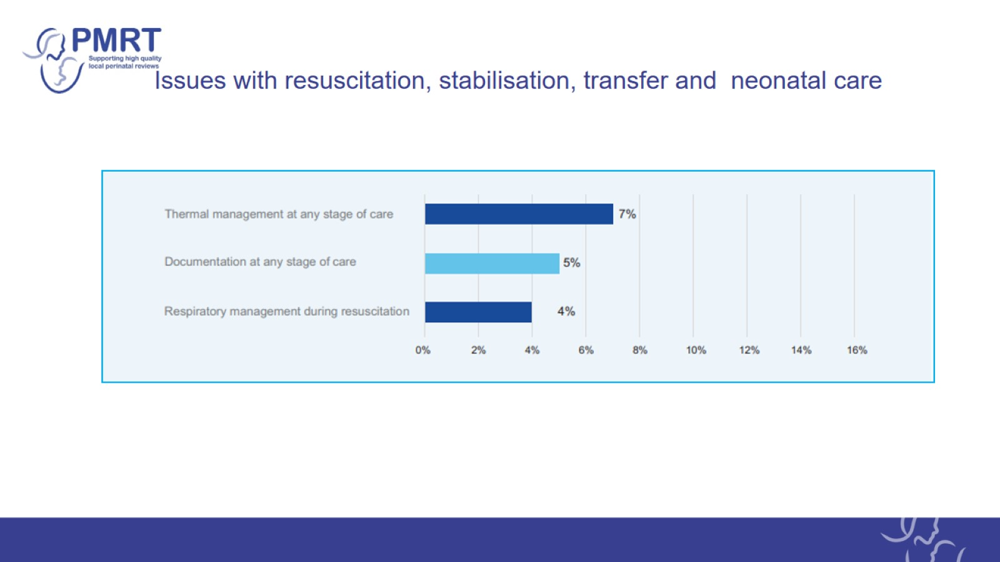 PMRT
Supporting high quality
local perinatal reviews
Issues with resuscitation, stabilisation, transfer and  neonatal care
Thermal management at any stage of care 7%
Documentation at any stage of care 5%
Respiratory management during resuscitation 4%
0% 2% 4% 6% 8% 10% 12% 14% 16%